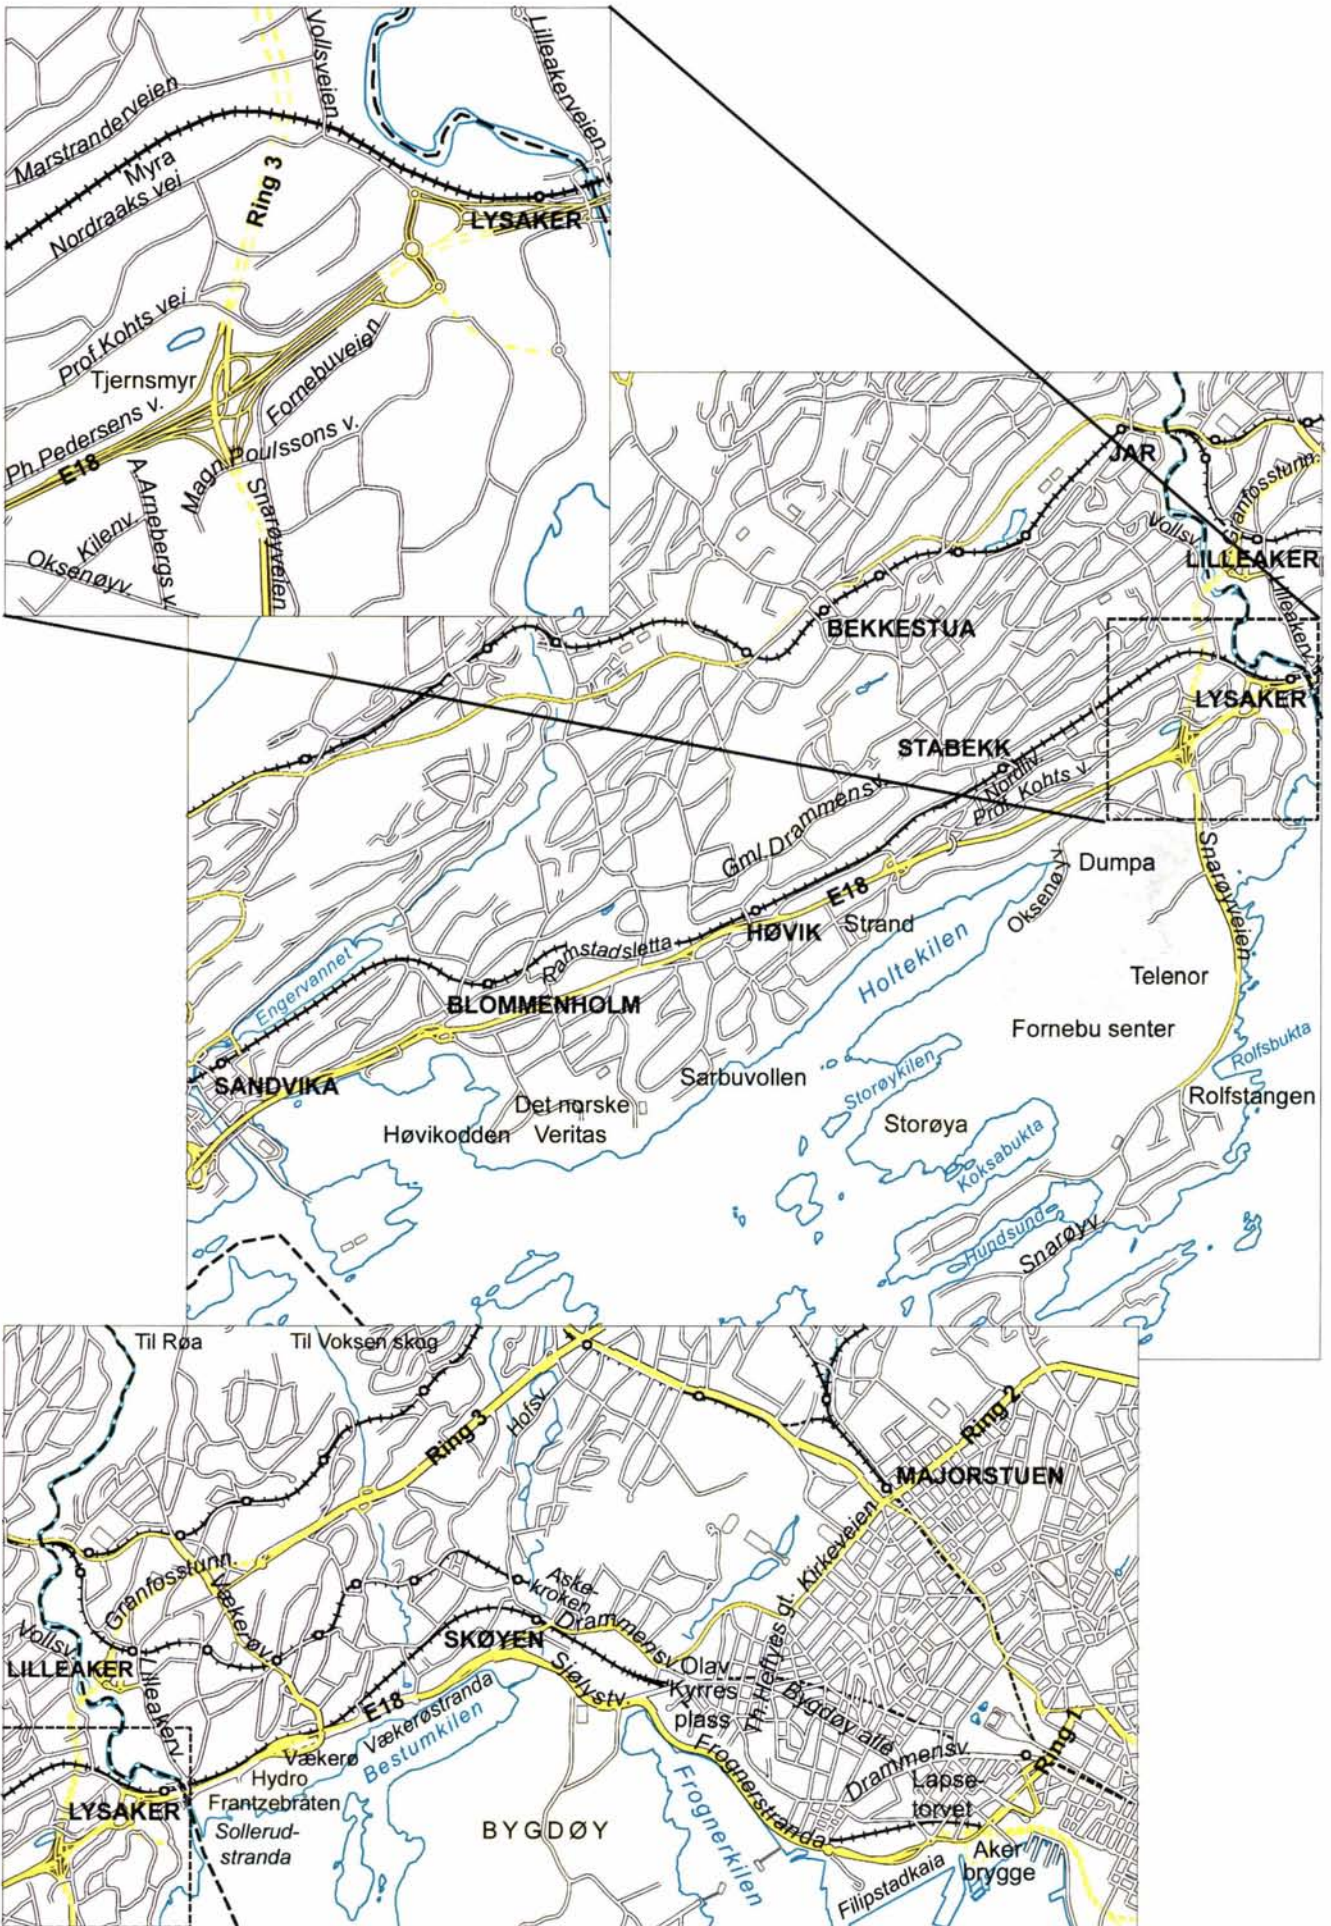 Vollsveien
Lilleakerveien
Marstranderveien
Myra
Nordraaks vei
Ring 3
LYSAKER
Prof Kohts vei
Tjernsmyr
Fornebuveien
Ph.Pedersens v.
E18
Magn.Poulssons v.
A. Arnebergs v.
Snarøyveien
Kilenv.
Oksenøyv.
JAR
Granfosstunn.
Vollsv.
LILLEAKER
Lilleakerv.
BEKKESTUA
LYSAKER
STABEKK
Nordliv.
Prof. Kohts v.
Gml.Drammensv.
Dumpa
Snarøyveien
E18
Oksenøyv.
Strand
HØVIK
Ramstadsletta
Holtekilen
Engervannet
Telenor
BLOMMENHOLM
Fornebu senter
Rolfsbukta
SANDVIKA
Sarbuvollen
Storøykilen
Rolfstangen
Det norske
Veritas
Høvikodden
Storøya
Koksabukta
Hundsund
Snarøyv.
Til Røa
Til Voksen skog
Hofsv.
Ring 3
Ring 2
MAJORSTUEN
Granfosstunn.
Vækerøv.
Aske-
kroken
Kirkeveien
Vollsv.
LILLEAKER
Lilleakerv.
SKØYEN
Drammensv.
Olav
Kyrres
plass
Th.Heftyes gt.
Bygdøy allé
Sjølystv.
E18
Vækerøstranda
Bestumkilen
Vækerø
Hydro
Frantzebråten
LYSAKER
Sollerud-
stranda
BYGDØY
Frognerstranda
Frognerkilen
Drammensv.
Lapse-
torvet
Ring 1
Aker
brygge
Filipstadkaia